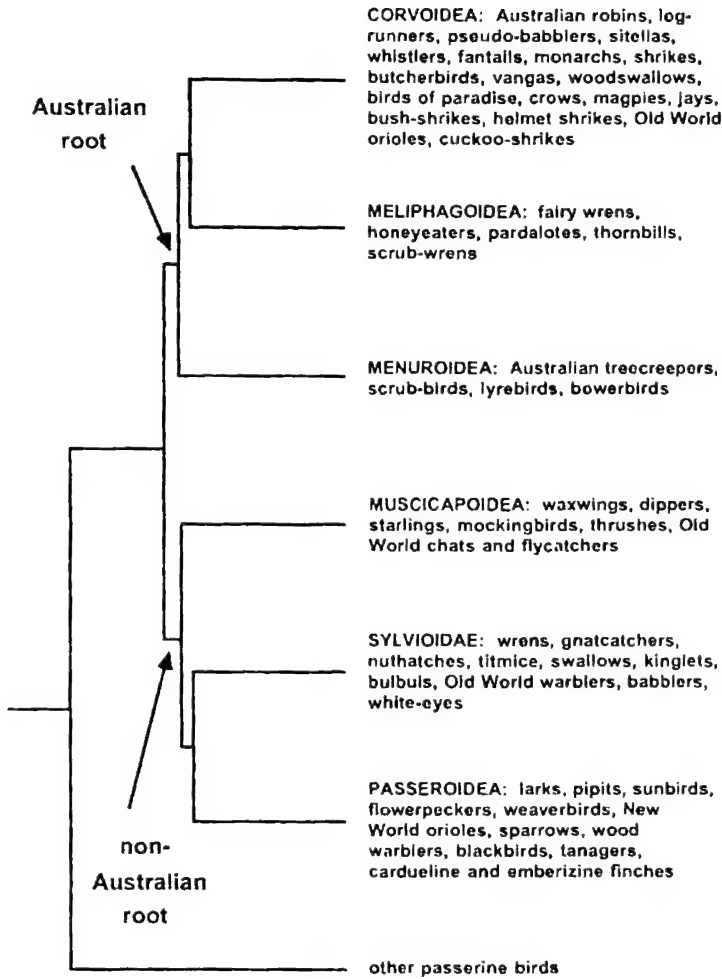 CORVOIDEA: Australian robins, log-
runners, pseudo-babblers, sitellas,
whistlers, fantails, monarchs, shrikes,
butcherbirds, vangas, woodswallows,
birds of paradise, crows, magpies, jays,
bush-shrikes, helmet shrikes, Old World
orioles, cuckoo-shrikes
Australian
root
MELIPHAGOIDEA: fairy wrens,
honeyeaters, pardalotes, thornbills,
scrub-wrens
MENUROIDEA: Australian treecreepers,
scrub-birds, lyrebirds, bowerbirds
MUSCICAPOIDEA: waxwings, dippers,
starlings, mockingbirds, thrushes, Old
World chats and flycatchers
SYLVIOIDAE: wrens, gnatcatchers,
nuthatches, titmice, swallows, kinglets,
bulbuls, Old World warblers, babblers,
white-eyes
PASSEROIDEA: larks, pipits, sunbirds,
flowerpeckers, weaverbirds, New
World orioles, sparrows, wood
warblers, blackbirds, tanagers,
cardueline and emberizine finches
non-
Australian
root
other passerine birds